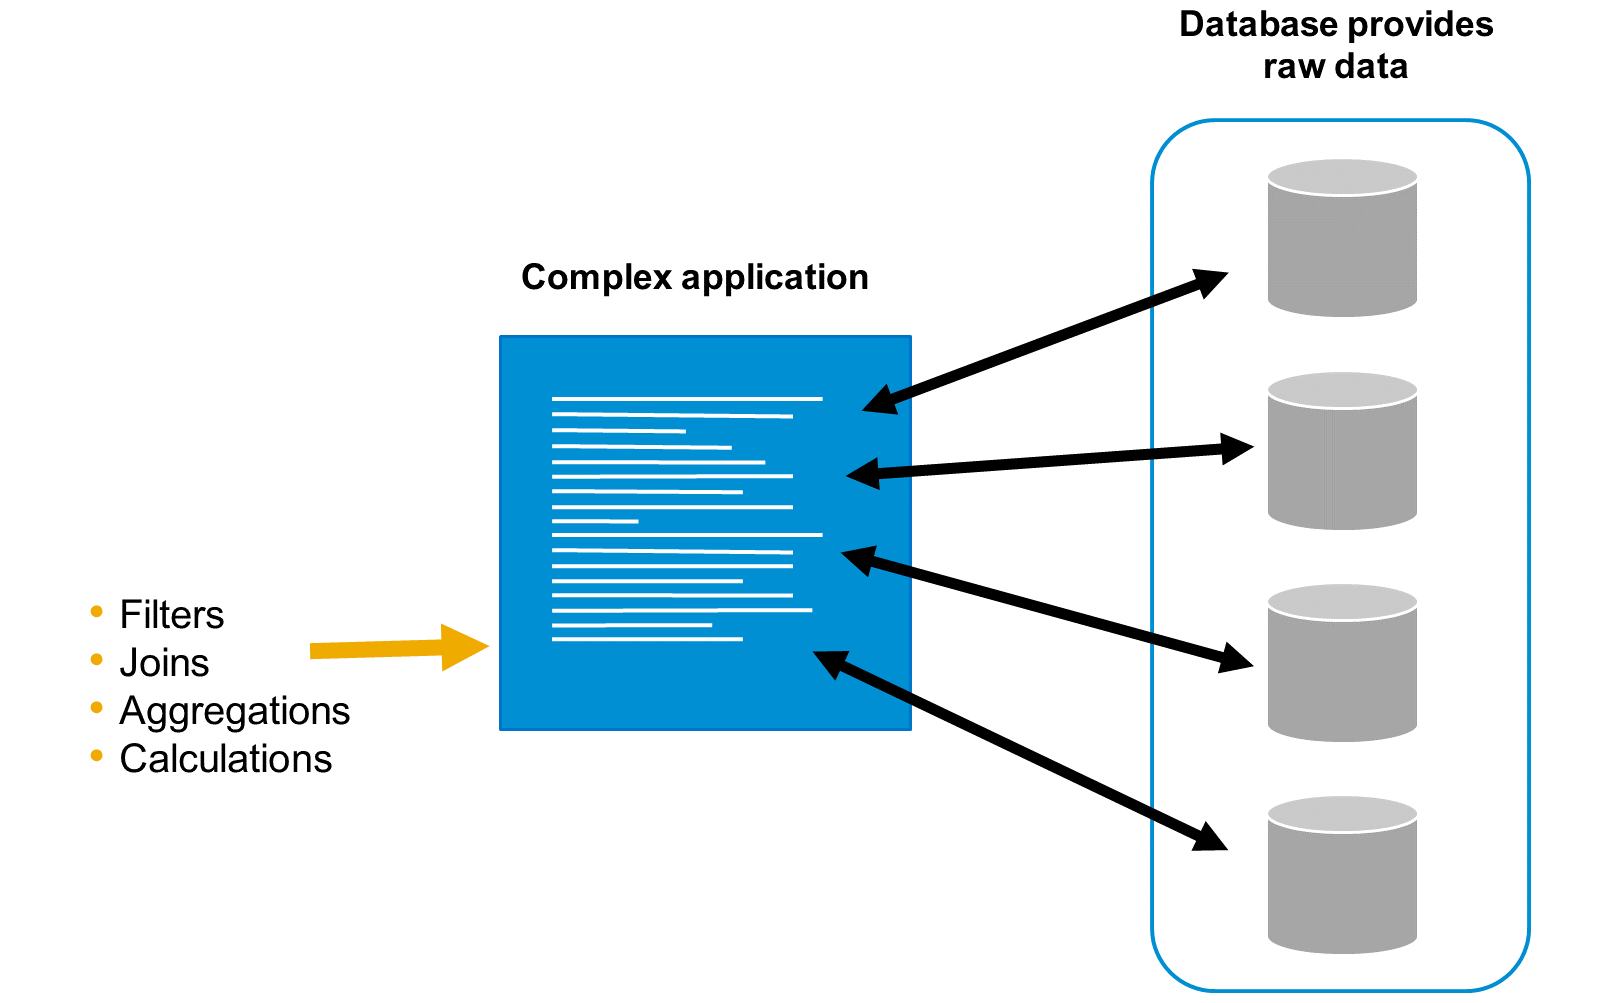 Database provides
raw data
Complex application
• Filters
• Joins
• Aggregations
• Calculations